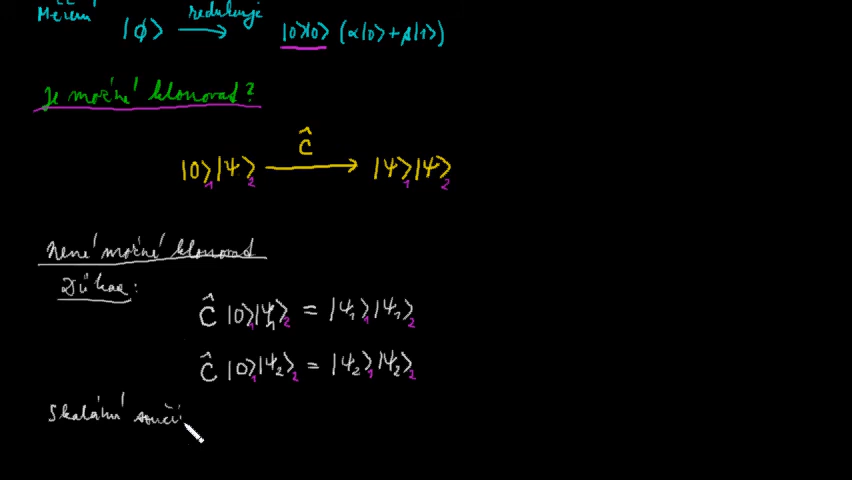 Měření |ϕ⟩ redukuje |0⟩|0⟩ (α|0⟩+β|1⟩)
Je možné klonovat?
|0⟩₁|Ψ⟩₂ Ĉ → |Ψ⟩₁|Ψ⟩₂
Není možné klonovat
Důkaz:
Ĉ|0⟩₁|Ψ₁⟩₂ = |Ψ₁⟩₁|Ψ₁⟩₂
Ĉ|0⟩₁|Ψ₂⟩₂ = |Ψ₂⟩₁|Ψ₂⟩₂
Skalární souči